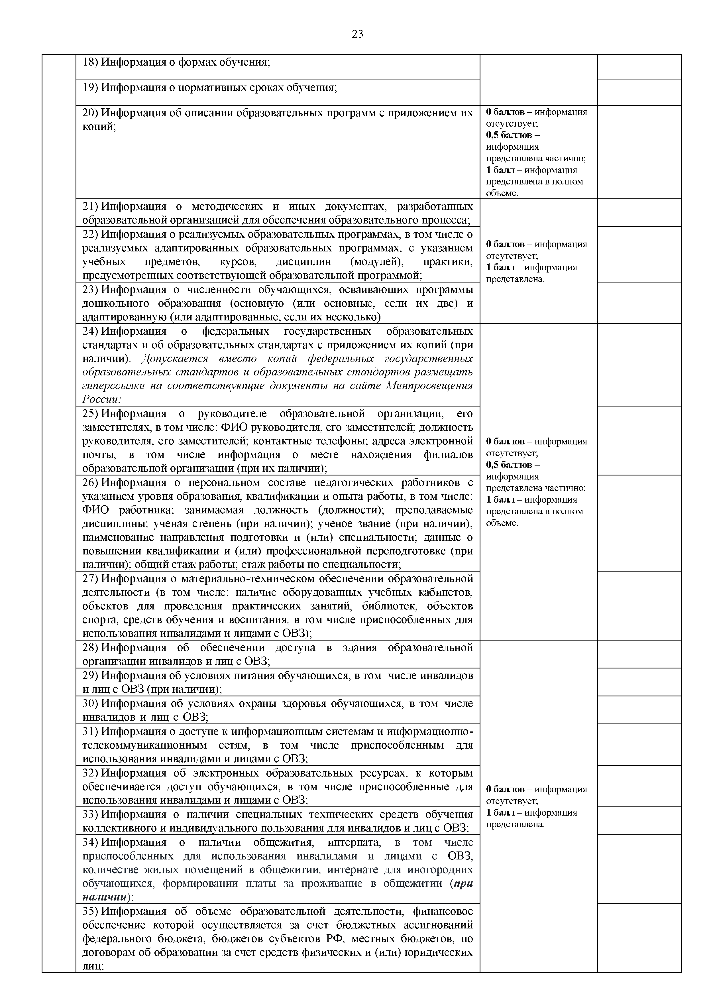 23
18) Информация о формах обучения;
19) Информация о нормативных сроках обучения;
20) Информация об описании образовательных программ с приложением их
копий;
0 баллов – информация
отсутствует;
0,5 баллов –
информация
представлена частично;
1 балл – информация
представлена в полном
объеме.
21) Информация о методических и иных документах, разработанных
образовательной организацией для обеспечения образовательного процесса;
22) Информация о реализуемых образовательных программах, в том числе о
реализуемых адаптированных образовательных программах, с указанием
учебных предметов, курсов, дисциплин (модулей), практики,
предусмотренных соответствующей образовательной программой;
23) Информация о численности обучающихся, осваивающих программы
дошкольного образования (основную (или основные, если их две) и
адаптированную (или адаптированные, если их несколько)
0 баллов – информация
отсутствует;
1 балл – информация
представлена.
24) Информация о федеральных государственных образовательных
стандартах и об образовательных стандартах с приложением их копий (при
наличии). Допускается вместо копий федеральных государственных
образовательных стандартов и образовательных стандартов размещать
гиперссылки на соответствующие документы на сайте Минпросвещения
России;
25) Информация о руководителе образовательной организации, его
заместителях, в том числе: ФИО руководителя, его заместителей; должность
руководителя, его заместителей; контактные телефоны; адреса электронной
почты, в том числе информация о месте нахождения филиалов
образовательной организации (при их наличии);
26) Информация о персональном составе педагогических работников с
указанием уровня образования, квалификации и опыта работы, в том числе:
ФИО работника; занимаемая должность (должности); преподаваемые
дисциплины; ученая степень (при наличии); ученое звание (при наличии);
наименование направления подготовки и (или) специальности; данные о
повышении квалификации и (или) профессиональной переподготовке (при
наличии); общий стаж работы; стаж работы по специальности;
27) Информация о материально-техническом обеспечении образовательной
деятельности (в том числе: наличие оборудованных учебных кабинетов,
объектов для проведения практических занятий, библиотек, объектов
спорта, средств обучения и воспитания, в том числе приспособленных для
использования инвалидами и лицами с ОВЗ);
0 баллов – информация
отсутствует;
0,5 баллов –
информация
представлена частично;
1 балл – информация
представлена в полном
объеме.
28) Информация об обеспечении доступа в здания образовательной
организации инвалидов и лиц с ОВЗ;
29) Информация об условиях питания обучающихся, в том числе инвалидов
и лиц с ОВЗ (при наличии);
30) Информация об условиях охраны здоровья обучающихся, в том числе
инвалидов и лиц с ОВЗ;
31) Информация о доступе к информационным системам и информационно-
телекоммуникационным сетям, в том числе приспособленным для
использования инвалидами и лицами с ОВЗ;
32) Информация об электронных образовательных ресурсах, к которым
обеспечивается доступ обучающихся, в том числе приспособленные для
использования инвалидами и лицами с ОВЗ;
33) Информация о наличии специальных технических средств обучения
коллективного и индивидуального пользования для инвалидов и лиц с ОВЗ;
34) Информация о наличии общежития, интерната, в том числе
приспособленных для использования инвалидами и лицами с ОВЗ,
количестве жилых помещений в общежитии, интернате для иногородних
обучающихся, формировании платы за проживание в общежитии (при
наличии);
35) Информация об объеме образовательной деятельности, финансовое
обеспечение которой осуществляется за счет бюджетных ассигнований
федерального бюджета, бюджетов субъектов РФ, местных бюджетов, по
договорам об образовании за счет средств физических и (или) юридических
лиц;
0 баллов – информация
отсутствует;
1 балл – информация
представлена.